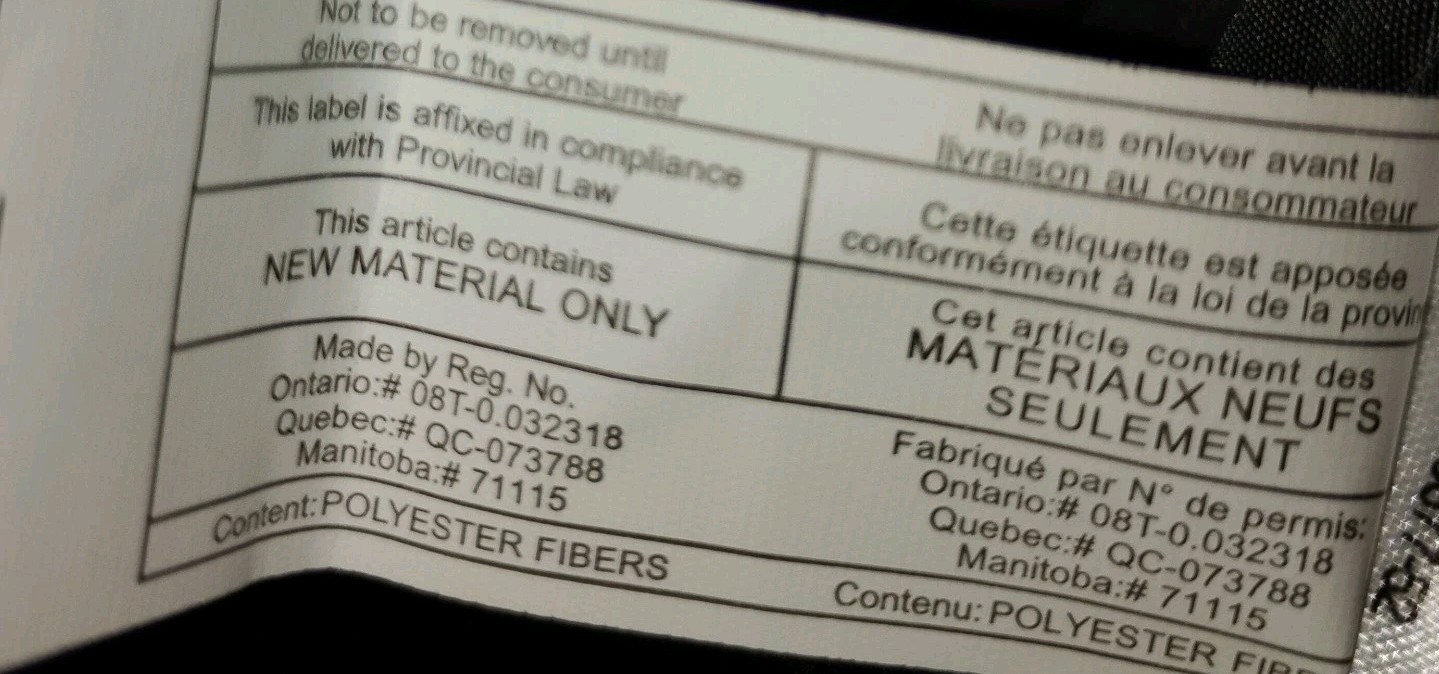 Not to be removed until
delivered to the consumer
Ne pas enlever avant la
livraison au consommateur
This label is affixed in compliance
with Provincial Law
Cette étiquette est apposée
conformément à la loi de la
This article contains
NEW MATERIAL ONLY
Cet article contient des
MATÉRIAUX NEUFS
SEULEMENT
Made by Reg. No.
Ontario:# 08T-0.032318
Quebec:# QC-073788
Manitoba:# 71115
Fabriqué par N° de permis:
Ontario:# 08T-0.032318
Quebec:# QC-073788
Manitoba:# 71115
Content: POLYESTER FIBERS
Contenu: POLYESTER